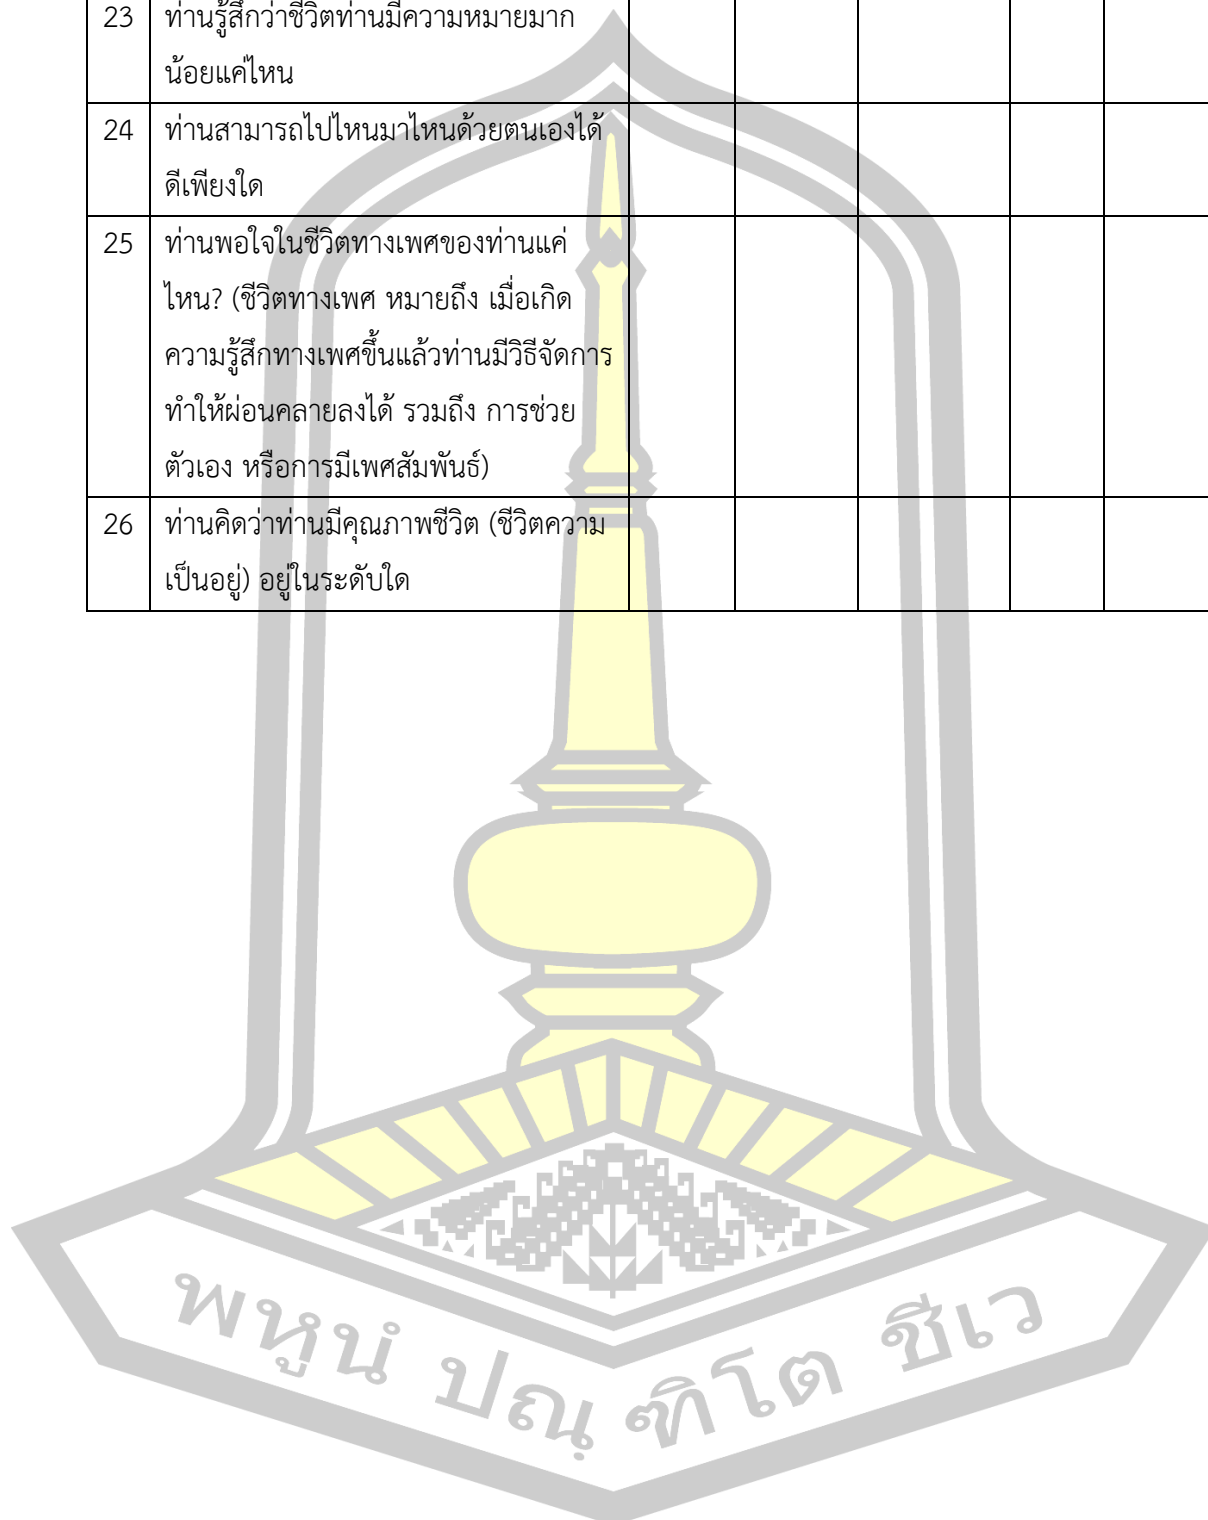 23 ท่านรู้สึกว่าชีวิตท่านมีความหมายมาก
น้อยแค่ไหน
24 ท่านสามารถไปไหนมาไหนด้วยตนเองได้
ดีเพียงใด
25 ท่านพอใจในชีวิตทางเพศของท่านแค่
ไหน? (ชีวิตทางเพศ หมายถึง เมื่อเกิด
ความรู้สึกทางเพศขึ้นแล้วท่านมีวิธีจัดการ
ทำให้ผ่อนคลายลงได้ รวมถึง การช่วย
ตัวเอง หรือการมีเพศสัมพันธ์)
26 ท่านคิดว่าท่านมีคุณภาพชีวิต (ชีวิตความ
เป็นอยู่) อยู่ในระดับใด
พหูนํ ปณฺฑิโต ชีเว